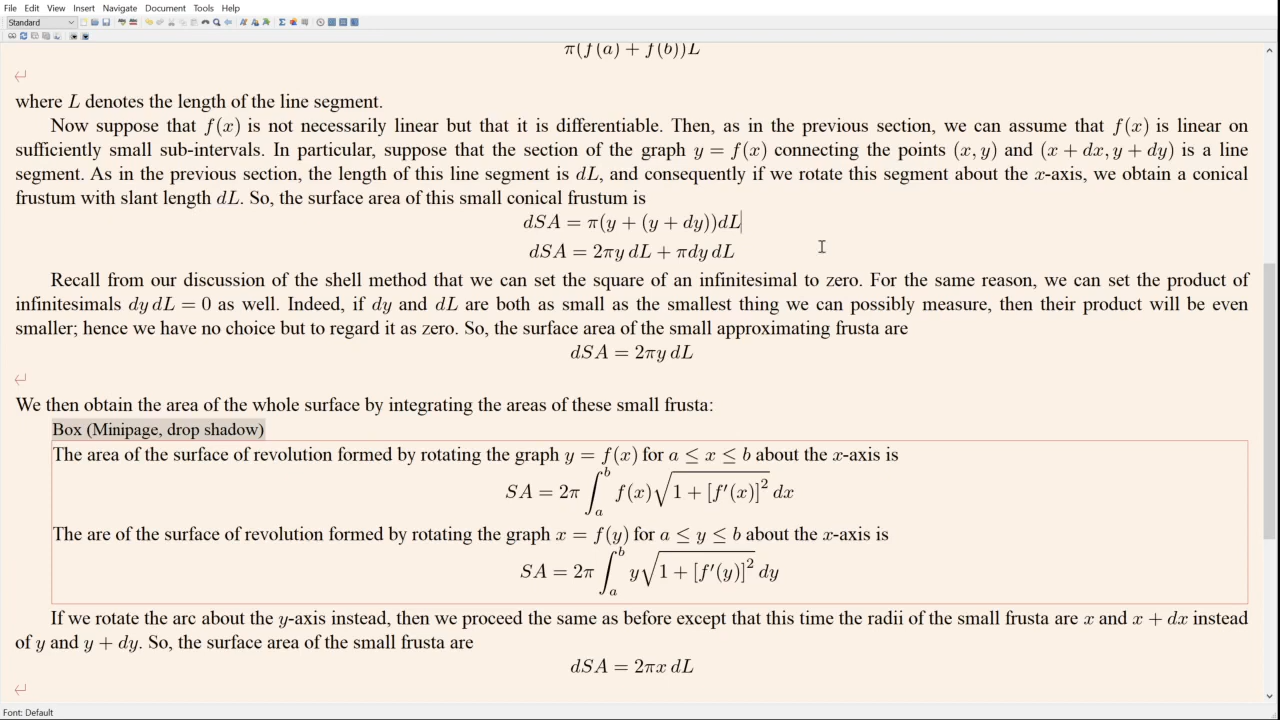 File Edit View Insert Navigate Document Tools Help
Standard
π(f(a) + f(b))L
where L denotes the length of the line segment.
Now suppose that f(x) is not necessarily linear but that it is differentiable. Then, as in the previous section, we can assume that f(x) is linear on
sufficiently small sub-intervals. In particular, suppose that the section of the graph y = f(x) connecting the points (x, y) and (x + dx, y + dy) is a line
segment. As in the previous section, the length of this line segment is dL, and consequently if we rotate this segment about the x-axis, we obtain a conical
frustum with slant length dL. So, the surface area of this small conical frustum is
dSA = π(y + (y + dy))dL
dSA = 2πy dL + πdy dL
Recall from our discussion of the shell method that we can set the square of an infinitesimal to zero. For the same reason, we can set the product of
infinitesimals dy dL = 0 as well. Indeed, if dy and dL are both as small as the smallest thing we can possibly measure, then their product will be even
smaller; hence we have no choice but to regard it as zero. So, the surface area of the small approximating frusta are
dSA = 2πy dL
We then obtain the area of the whole surface by integrating the areas of these small frusta:
Box (Minipage, drop shadow)
The area of the surface of revolution formed by rotating the graph y = f(x) for a ≤ x ≤ b about the x-axis is
SA = 2π ∫_a^b f(x)√(1 + [f′(x)]²) dx
The are of the surface of revolution formed by rotating the graph x = f(y) for a ≤ y ≤ b about the x-axis is
SA = 2π ∫_a^b y√(1 + [f′(y)]²) dy
If we rotate the arc about the y-axis instead, then we proceed the same as before except that this time the radii of the small frusta are x and x + dx instead
of y and y + dy. So, the surface area of the small frusta are
dSA = 2πx dL
Font: Default